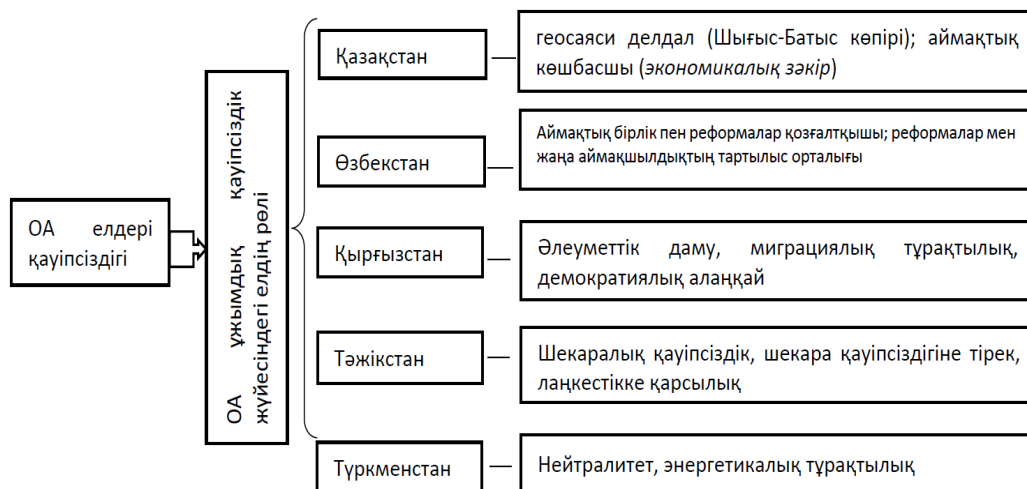 ОА елдері
қауіпсіздігі
ОА ұжымдық қауіпсіздік
жүйесіндегі елдің рөлі
Қазақстан
геосаяси делдал (Шығыс-Батыс көпірі); аймақтық
көшбасшы (экономикалық зәкір)
Өзбекстан
Аймақтық бірлік пен реформалар қозғалтқышы; реформалар мен
жаңа аймақшылдықтың тартылыс орталығы
Қырғызстан
Әлеуметтік даму, миграциялық тұрақтылық,
демократиялық алаңқай
Тәжікстан
Шекаралық қауіпсіздік, шекара қауіпсіздігіне тірек,
лаңкестікке қарсылық
Түркменстан
Нейтралитет, энергетикалық тұрақтылық